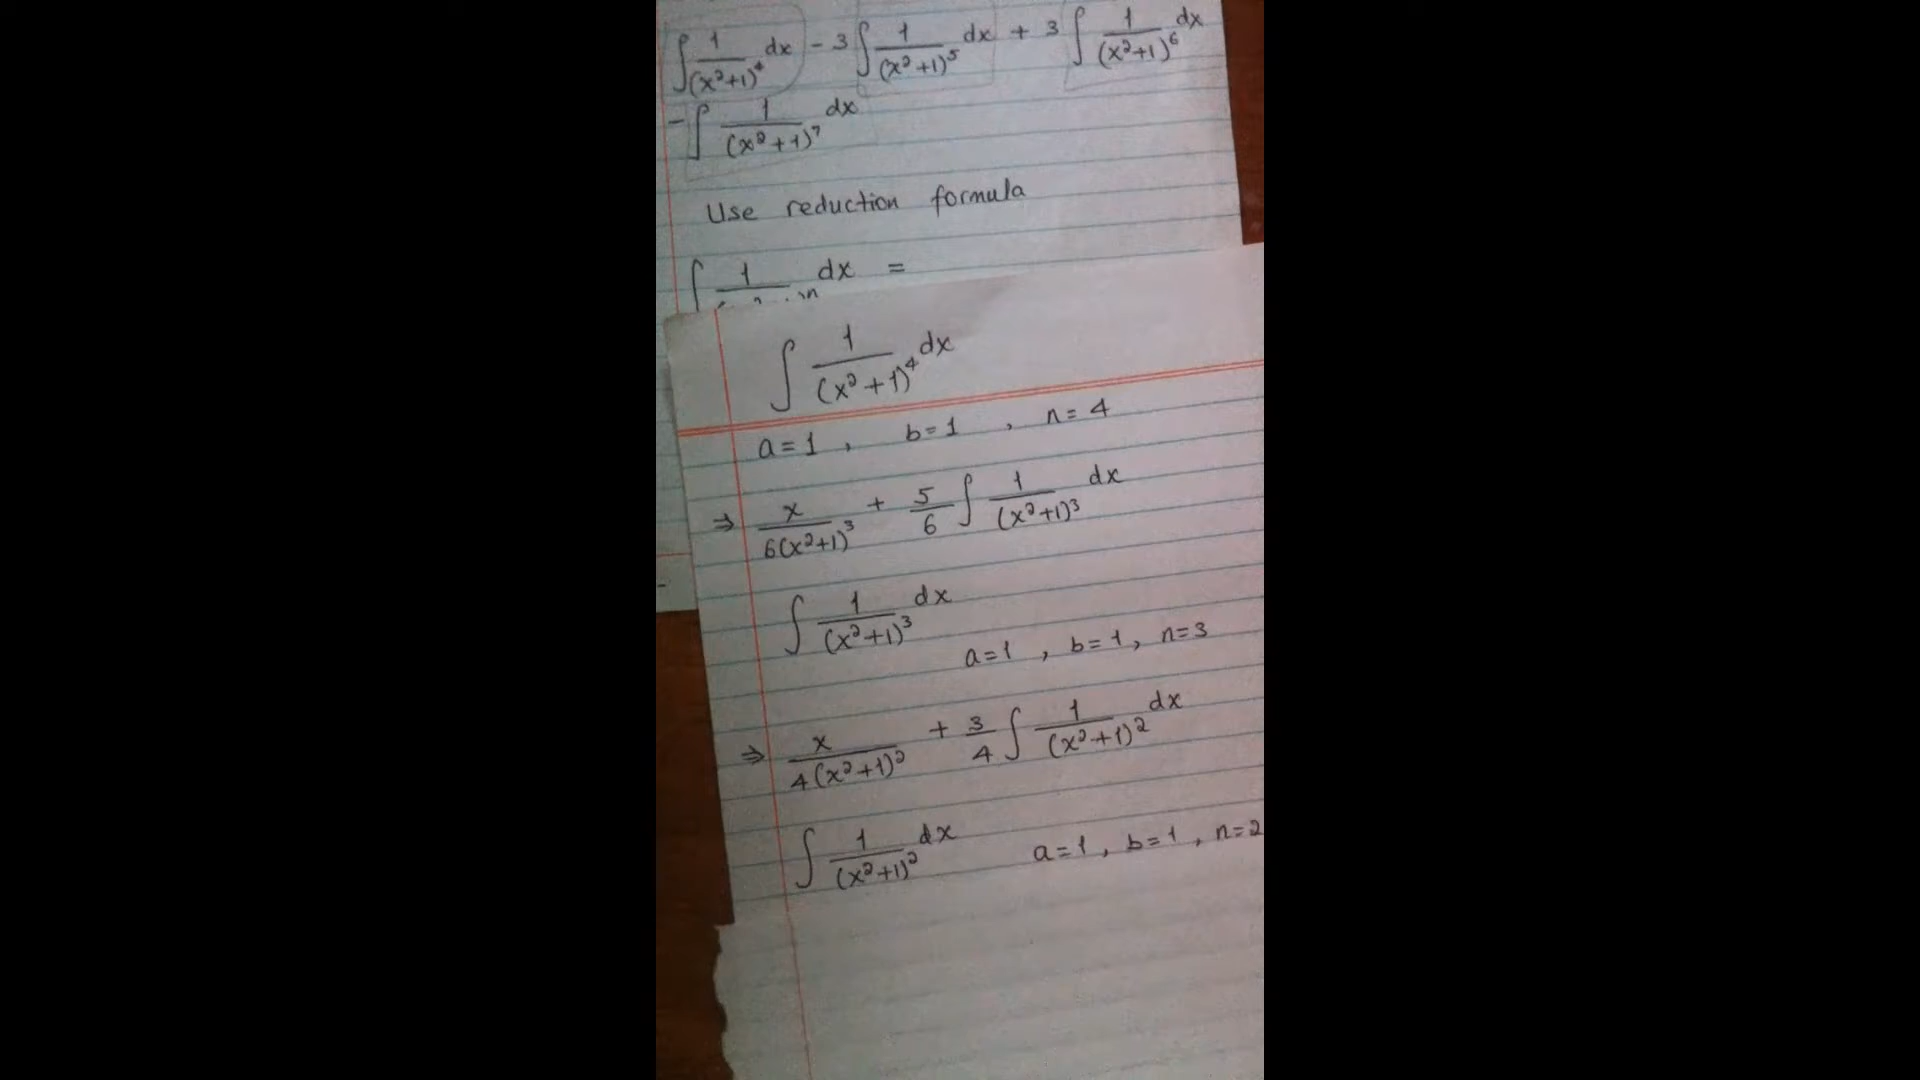 ∫ 1/(x²+1)⁴ dx - 3 ∫ 1/(x²+1)⁵ dx + 3 ∫ 1/(x²+1)⁶ dx
- ∫ 1/(x²+1)⁷ dx
Use reduction formula
∫ 1/ n dx =
∫ 1/(x²+1)⁴ dx
a=1 , b=1 , n=4
⇒ x/6(x²+1)³ + 5/6 ∫ 1/(x²+1)³ dx
∫ 1/(x²+1)³ dx
a=1 , b=1 , n=3
⇒ x/4(x²+1)² + 3/4 ∫ 1/(x²+1)² dx
∫ 1/(x²+1)² dx a=1 , b=1 , n=2